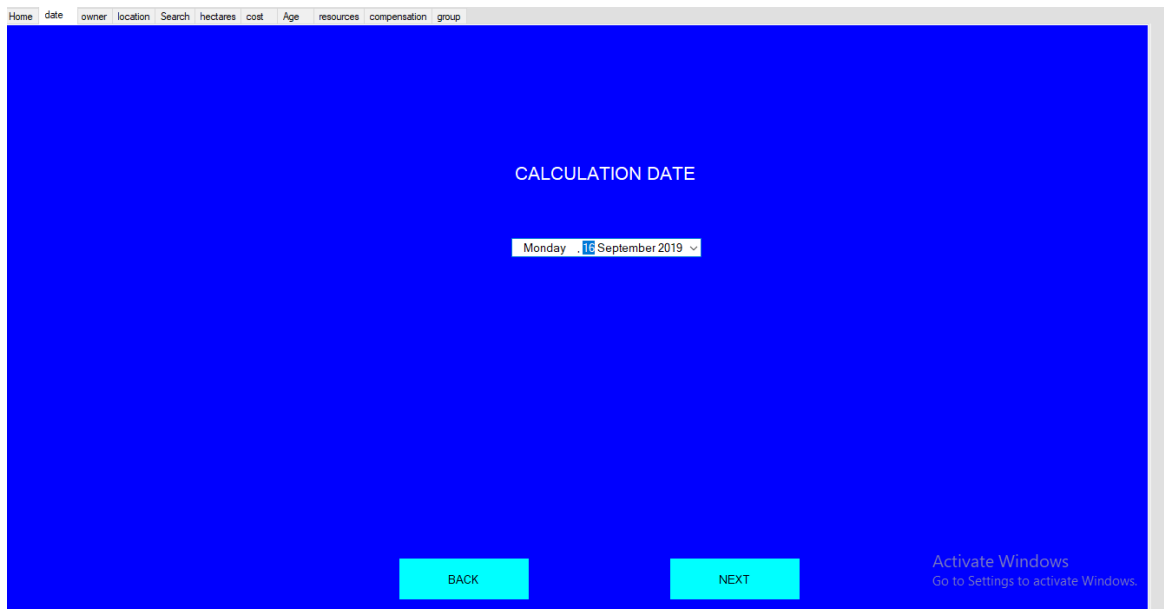 Home date owner location Search hectares cost Age resources compensation group
CALCULATION DATE
Monday , 16 September 2019
BACK NEXT
Activate Windows
Go to Settings to activate Windows.